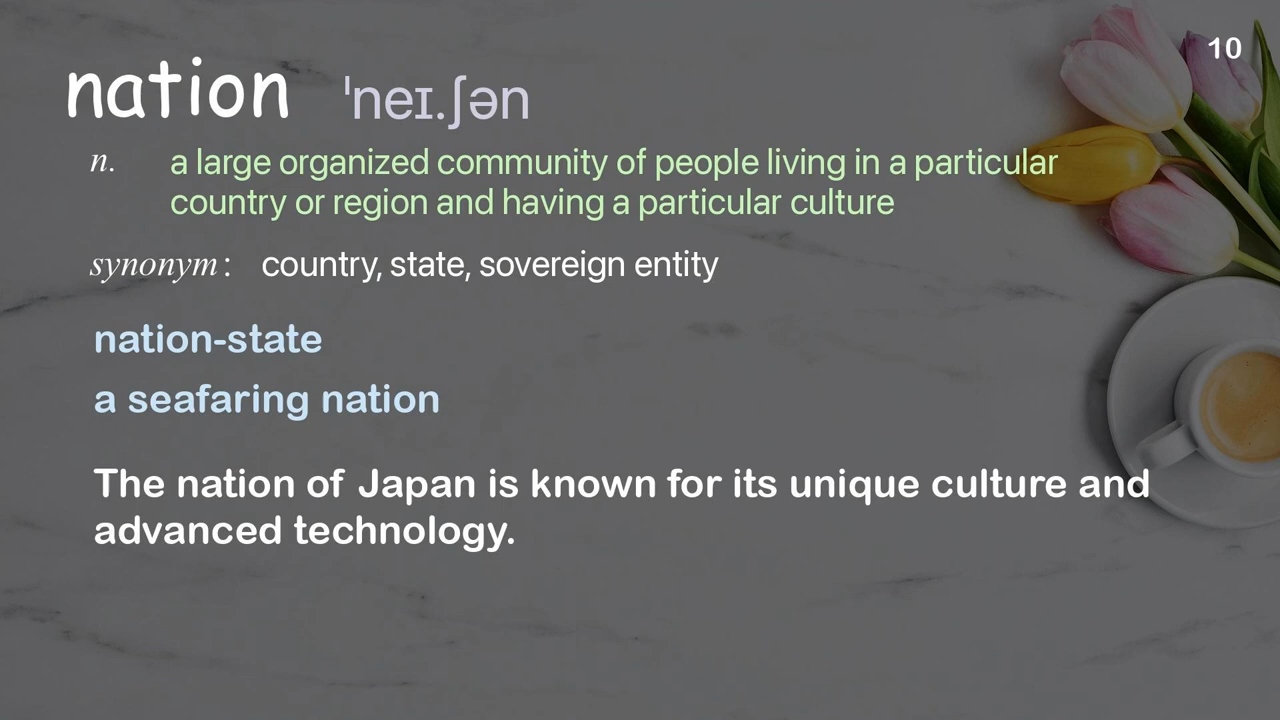 10
nation ˈneɪ.ʃən
n. a large organized community of people living in a particular
country or region and having a particular culture
synonym: country, state, sovereign entity
nation-state
a seafaring nation
The nation of Japan is known for its unique culture and
advanced technology.